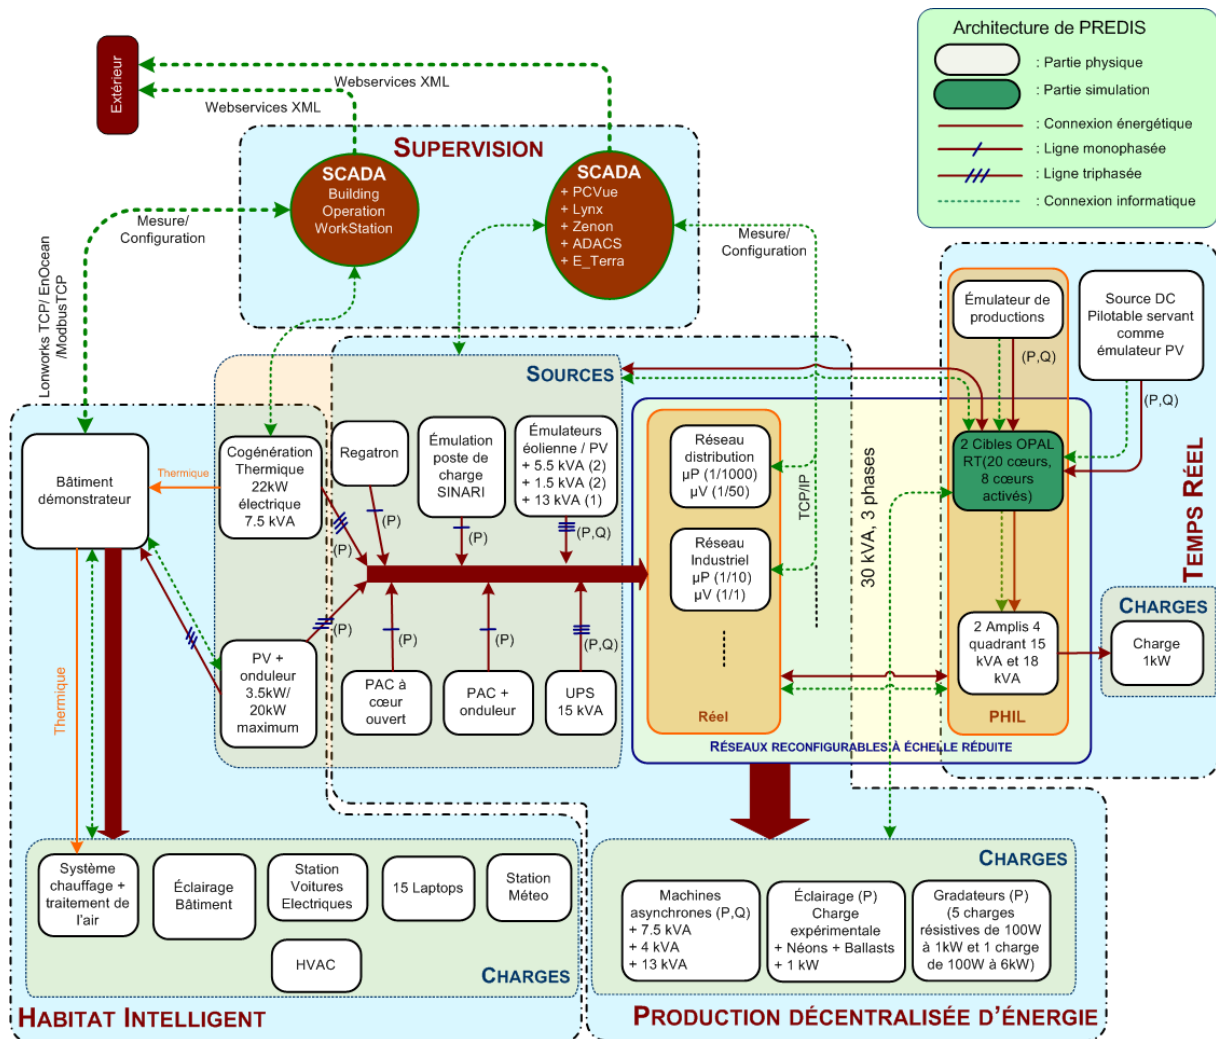 Architecture de PREDIS
: Partie physique
: Partie simulation
: Connexion énergétique
: Ligne monophasée
: Ligne triphasée
: Connexion informatique
Extérieur
Webservices XML
Webservices XML
SUPERVISION
SCADA
Building
Operation
WorkStation
SCADA
+ PCVue
+ Lynx
+ Zenon
+ ADACS
+ E_Terra
Mesure/
Configuration
Mesure/
Configuration
Lonworks TCP/ EnOcean
/ModbusTCP
Émulateur de
productions
Source DC
Pilotable servant
comme
émulateur PV
(P,Q)
(P,Q)
SOURCES
Bâtiment
démonstrateur
Thermique
Cogénération
Thermique
22kW
électrique
7.5 kVA
Regatron
Émulation
poste de
charge
SINARI
Émulateurs
éolienne / PV
+ 5.5 kVA (2)
+ 1.5 kVA (2)
+ 13 kVA (1)
(P)
(P)
(P)
(P,Q)
Réseau
distribution
µP (1/1000)
µV (1/50)
Réseau
Industriel
µP (1/10)
µV (1/1)
TCP/IP
30 kVA, 3 phases
2 Cibles OPAL
RT(20 cœurs,
8 cœurs
activés)
TEMPS RÉEL
CHARGES
Charge
1kW
2 Amplis 4
quadrant 15
kVA et 18
kVA
(P)
(P)
(P)
(P,Q)
Thermique
PV +
onduleur
3.5kW/
20kW
maximum
PAC à
cœur
ouvert
PAC +
onduleur
UPS
15 kVA
Réel
PHIL
RÉSEAUX RECONFIGURABLES À ÉCHELLE RÉDUITE
Système
chauffage +
traitement de
l'air
Éclairage
Bâtiment
Station
Voitures
Electriques
15 Laptops
Station
Méteo
HVAC
CHARGES
HABITAT INTELLIGENT
CHARGES
Machines
asynchrones (P,Q)
+ 7.5 kVA
+ 4 kVA
+ 13 kVA
Éclairage (P)
Charge
expérimentale
+ Néons + Ballasts
+ 1 kW
Gradateurs (P)
(5 charges
résistives de 100W
à 1kW et 1 charge
de 100W à 6kW)
PRODUCTION DÉCENTRALISÉE D'ÉNERGIE